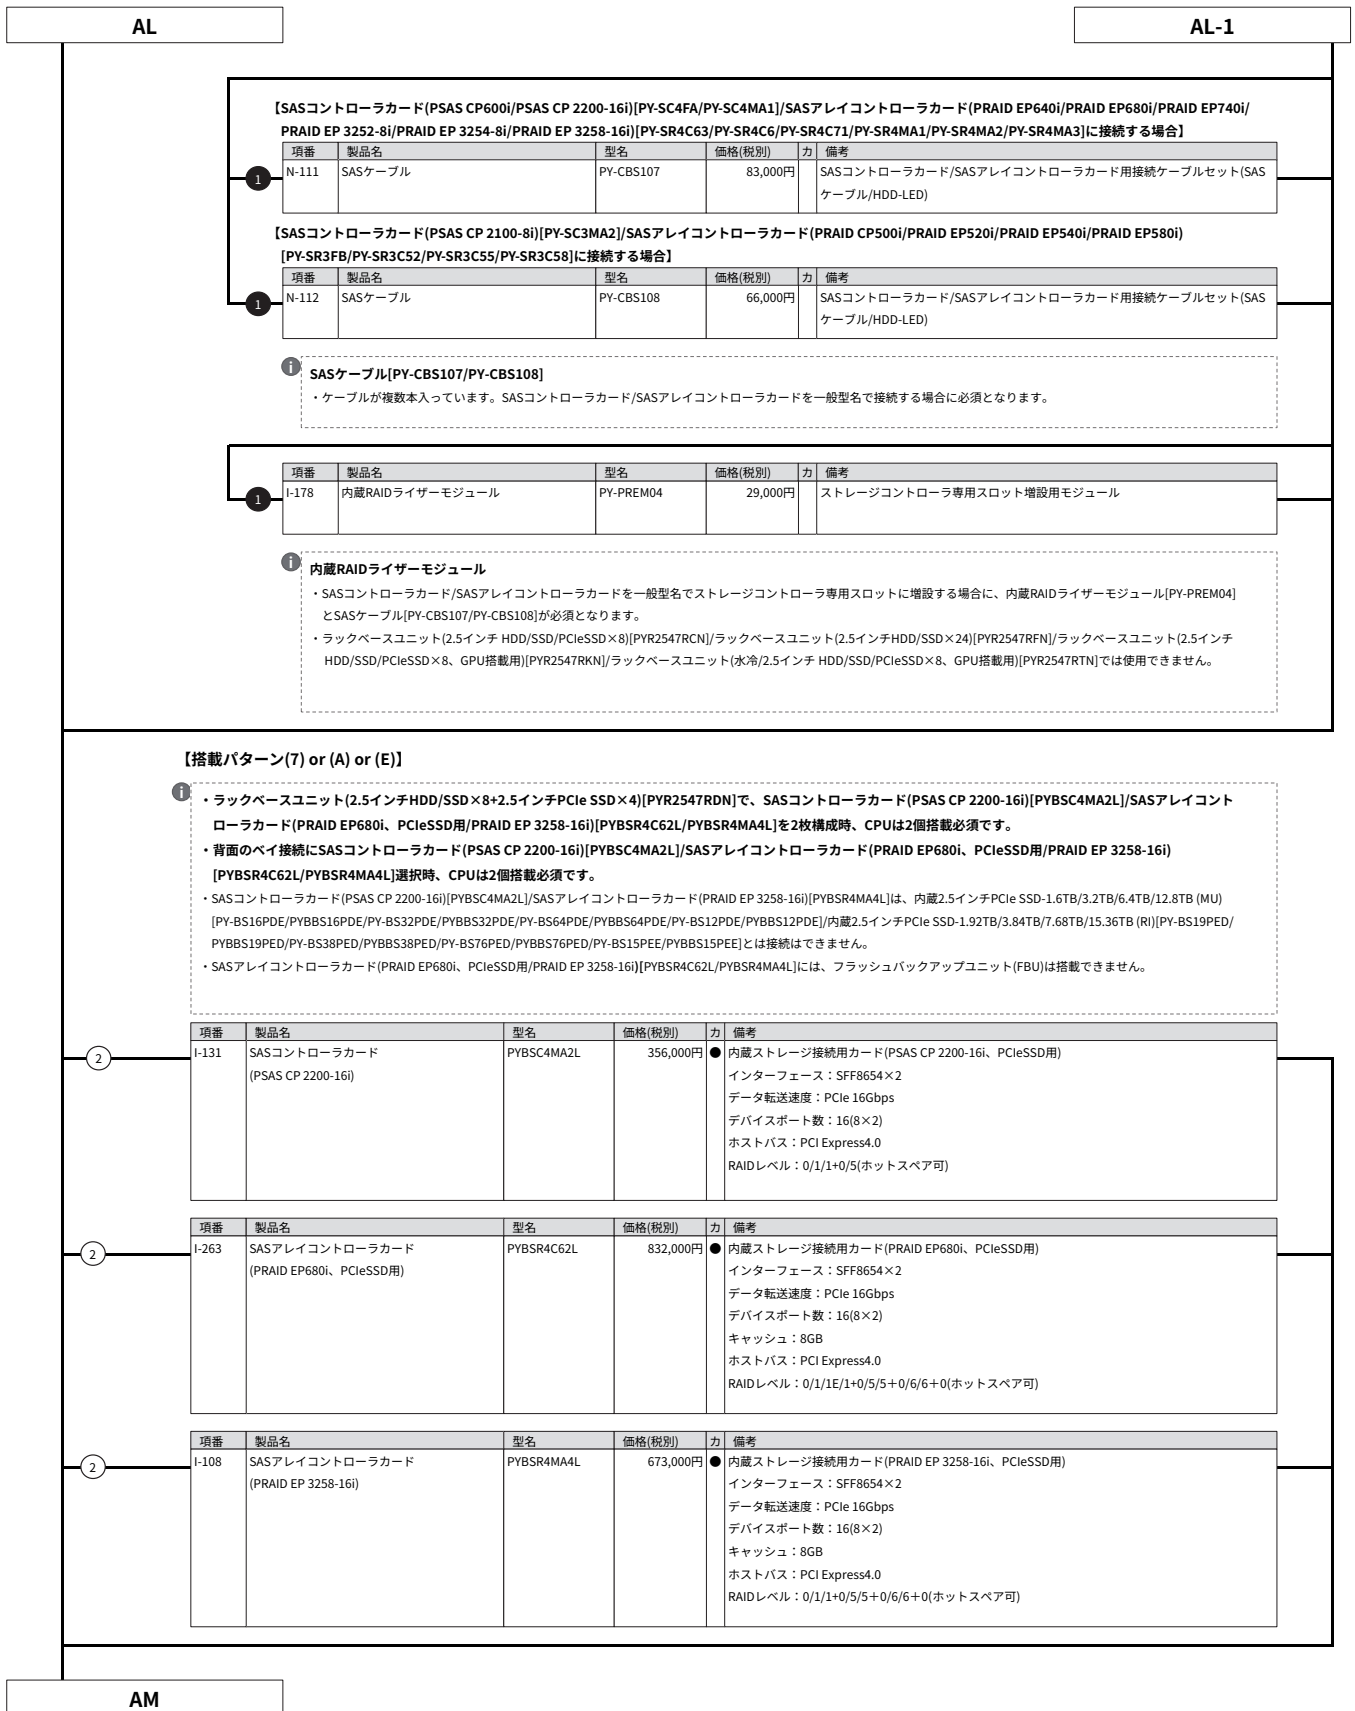 AL
AL-1
【SASコントローラカード(PSAS CP600i/PSAS CP 2200-16i)[PY-SC4FA/PY-SC4MA1]/SASアレイコントローラカード(PRAID EP640i/PRAID EP680i/PRAID EP740i/
PRAID EP 3252-8i/PRAID EP 3254-8i/PRAID EP 3258-16i)[PY-SR4C63/PY-SR4C6/PY-SR4C71/PY-SR4MA1/PY-SR4MA2/PY-SR4MA3]に接続する場合】
項番 製品名 型名 価格(税別) カ 備考
1 N-111 SASケーブル PY-CBS107 83,000円 SASコントローラカード/SASアレイコントローラカード用接続ケーブルセット(SAS
ケーブル/HDD-LED)
【SASコントローラカード(PSAS CP 2100-8i)[PY-SC3MA2]/SASアレイコントローラカード(PRAID CP500i/PRAID EP520i/PRAID EP540i/PRAID EP580i)
[PY-SR3FB/PY-SR3C52/PY-SR3C55/PY-SR3C58]に接続する場合】
項番 製品名 型名 価格(税別) カ 備考
1 N-112 SASケーブル PY-CBS108 66,000円 SASコントローラカード/SASアレイコントローラカード用接続ケーブルセット(SAS
ケーブル/HDD-LED)
i
SASケーブル[PY-CBS107/PY-CBS108]
・ケーブルが複数本入っています。SASコントローラカード/SASアレイコントローラカードを一般型名で接続する場合に必須となります。
項番 製品名 型名 価格(税別) カ 備考
1 I-178 内蔵RAIDライザーモジュール PY-PREM04 29,000円 ストレージコントローラ専用スロット増設用モジュール
i
内蔵RAIDライザーモジュール
・SASコントローラカード/SASアレイコントローラカードを一般型名でストレージコントローラ専用スロットに増設する場合に、内蔵RAIDライザーモジュール[PY-PREM04]
とSASケーブル[PY-CBS107/PY-CBS108]が必須となります。
・ラックベースユニット(2.5インチ HDD/SSD/PCIeSSD×8)[PYR2547RCN]/ラックベースユニット(2.5インチHDD/SSD×24)[PYR2547RFN]/ラックベースユニット(2.5インチ
HDD/SSD/PCIeSSD×8、GPU搭載用)[PYR2547RKN]/ラックベースユニット(水冷/2.5インチ HDD/SSD/PCIeSSD×8、GPU搭載用)[PYR2547RTN]では使用できません。
【搭載パターン(7) or (A) or (E)】
i
・ラックベースユニット(2.5インチHDD/SSD×8+2.5インチPCIe SSD×4)[PYR2547RDN]で、SASコントローラカード(PSAS CP 2200-16i)[PYBSC4MA2L]/SASアレイコント
ローラカード(PRAID EP680i、PCIeSSD用/PRAID EP 3258-16i)[PYBSR4C62L/PYBSR4MA4L]を2枚構成時、CPUは2個搭載必須です。
・背面のベイ接続にSASコントローラカード(PSAS CP 2200-16i)[PYBSC4MA2L]/SASアレイコントローラカード(PRAID EP680i、PCIeSSD用/PRAID EP 3258-16i)
[PYBSR4C62L/PYBSR4MA4L]選択時、CPUは2個搭載必須です。
・SASコントローラカード(PSAS CP 2200-16i)[PYBSC4MA2L]/SASアレイコントローラカード(PRAID EP 3258-16i)[PYBSR4MA4L]は、内蔵2.5インチPCIe SSD-1.6TB/3.2TB/6.4TB/12.8TB (MU)
[PY-BS16PDE/PYBBS16PDE/PY-BS32PDE/PYBBS32PDE/PY-BS64PDE/PYBBS64PDE/PY-BS12PDE/PYBBS12PDE]/内蔵2.5インチPCIe SSD-1.92TB/3.84TB/7.68TB/15.36TB (RI)[PY-BS19PED/
PYBBS19PED/PY-BS38PED/PYBBS38PED/PY-BS76PED/PYBBS76PED/PY-BS15PEE/PYBBS15PEE]とは接続はできません。
・SASアレイコントローラカード(PRAID EP680i、PCIeSSD用/PRAID EP 3258-16i)[PYBSR4C62L/PYBSR4MA4L]には、フラッシュバックアップユニット(FBU)は搭載できません。
項番 製品名 型名 価格(税別) カ 備考
2 I-131 SASコントローラカード PYBSC4MA2L 356,000円 ● 内蔵ストレージ接続用カード(PSAS CP 2200-16i、PCIeSSD用)
(PSAS CP 2200-16i) インターフェース：SFF8654×2
データ転送速度：PCIe 16Gbps
デバイスポート数：16(8×2)
ホストバス：PCI Express4.0
RAIDレベル：0/1/1+0/5(ホットスペア可)
項番 製品名 型名 価格(税別) カ 備考
2 I-263 SASアレイコントローラカード PYBSR4C62L 832,000円 ● 内蔵ストレージ接続用カード(PRAID EP680i、PCIeSSD用)
(PRAID EP680i、PCIeSSD用) インターフェース：SFF8654×2
データ転送速度：PCIe 16Gbps
デバイスポート数：16(8×2)
キャッシュ：8GB
ホストバス：PCI Express4.0
RAIDレベル：0/1/1E/1+0/5/5＋0/6/6＋0(ホットスペア可)
項番 製品名 型名 価格(税別) カ 備考
2 I-108 SASアレイコントローラカード PYBSR4MA4L 673,000円 ● 内蔵ストレージ接続用カード(PRAID EP 3258-16i、PCIeSSD用)
(PRAID EP 3258-16i) インターフェース：SFF8654×2
データ転送速度：PCIe 16Gbps
デバイスポート数：16(8×2)
キャッシュ：8GB
ホストバス：PCI Express4.0
RAIDレベル：0/1/1+0/5/5＋0/6/6＋0(ホットスペア可)
AM